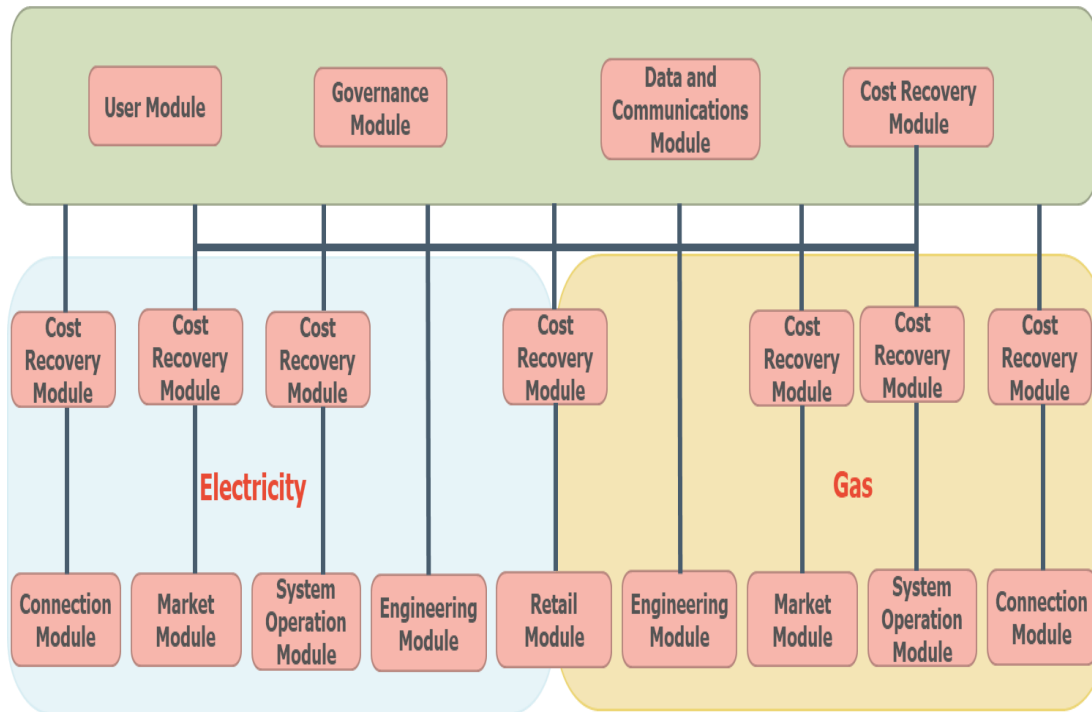 User Module
Governance
Module
Data and
Communications
Module
Cost Recovery
Module
Cost
Recovery
Module
Cost
Recovery
Module
Cost
Recovery
Module
Cost
Recovery
Module
Cost
Recovery
Module
Cost
Recovery
Module
Cost
Recovery
Module
Electricity
Gas
Connection
Module
Market
Module
System
Operation
Module
Engineering
Module
Retail
Module
Engineering
Module
Market
Module
System
Operation
Module
Connection
Module